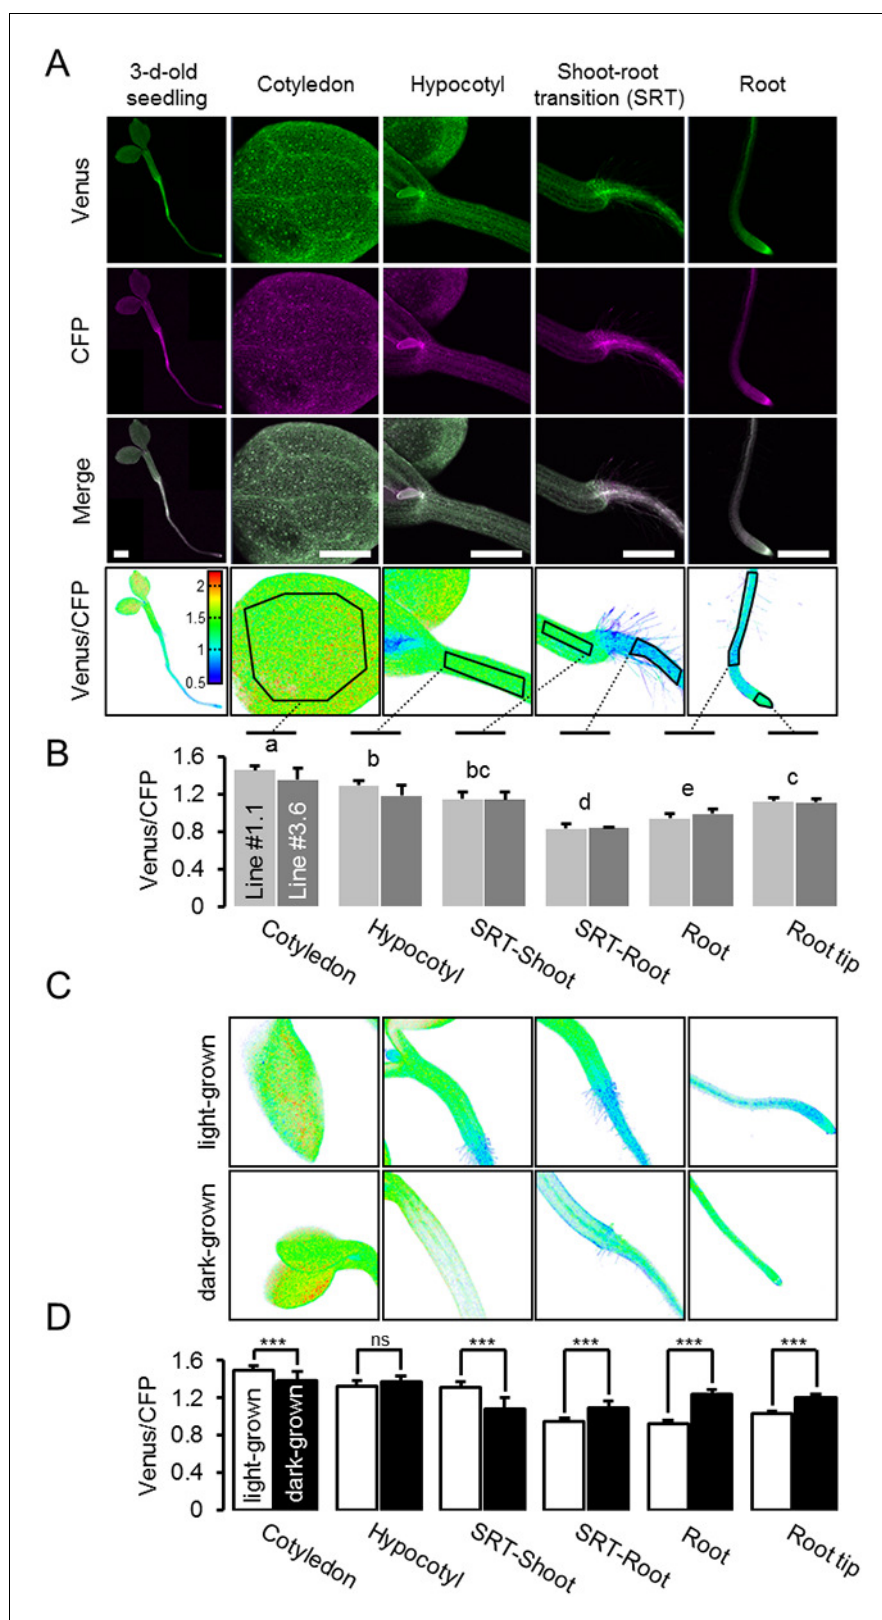 A
3-d-old
seedling
Cotyledon
Hypocotyl
Shoot-root
transition (SRT)
Root
Venus
CFP
Merge
Venus/CFP
2
1.5
1
0.5
B
Venus/CFP
1.6
1.2
0.8
0.4
0
a
b
bc
d
e
c
Line #1.1
Line #3.6
Cotyledon
Hypocotyl
SRT-Shoot
SRT-Root
Root
Root tip
C
light-grown
dark-grown
D
Venus/CFP
1.6
1.2
0.8
0.4
0
***
ns
***
***
***
***
light-grown
dark-grown
Cotyledon
Hypocotyl
SRT-Shoot
SRT-Root
Root
Root tip